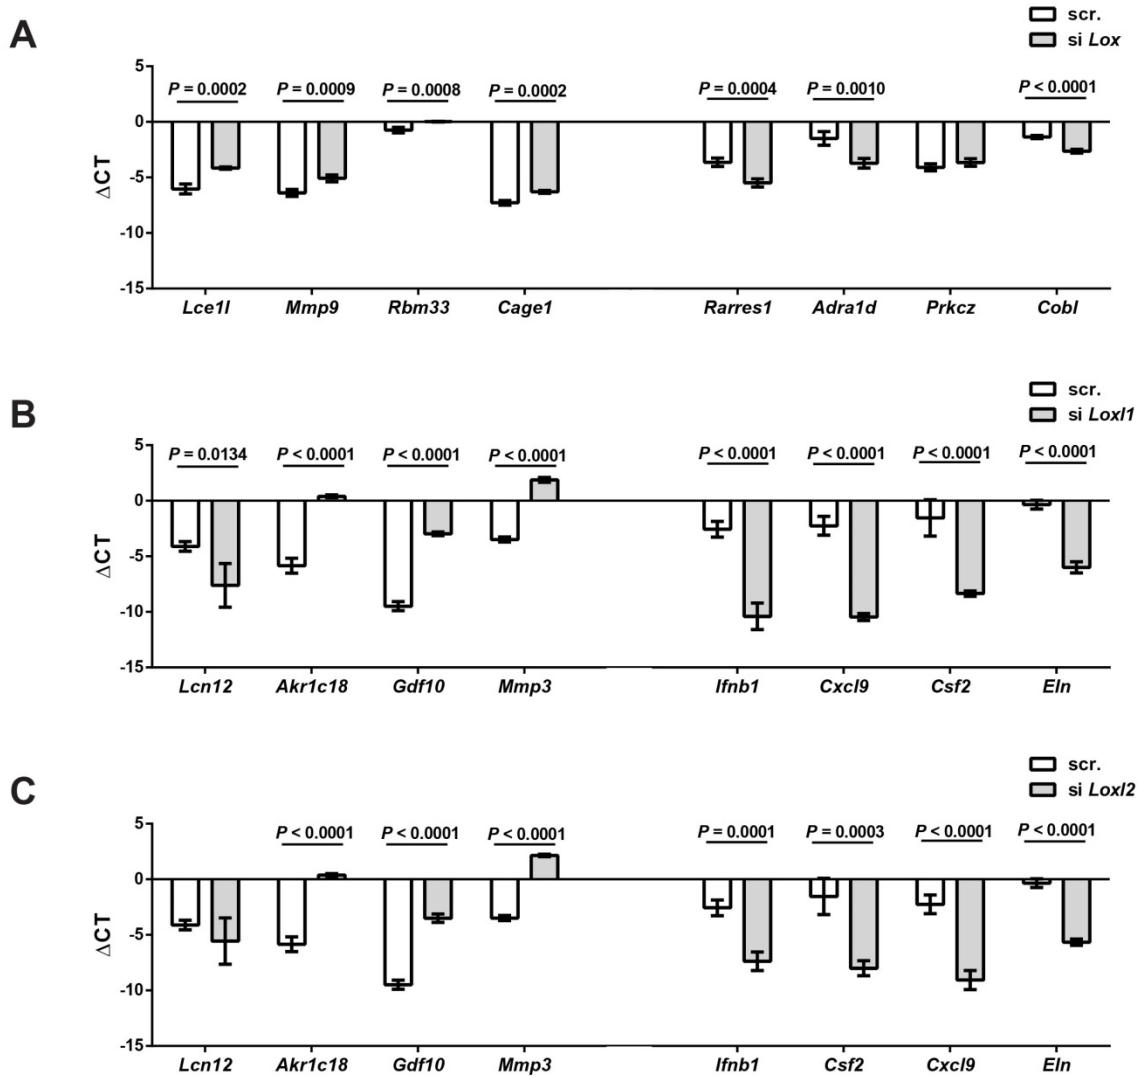 A
scr.
si Lox
5
P = 0.0002 P = 0.0009 P = 0.0008 P = 0.0002 P = 0.0004 P = 0.0010 P < 0.0001
0
-5
-10
-15
ΔCT
Lce1l Mmp9 Rbm33 Cage1 Rarres1 Adra1d Prkcz Cobl
B
scr.
si Loxl1
5
P = 0.0134 P < 0.0001 P < 0.0001 P < 0.0001 P < 0.0001 P < 0.0001 P < 0.0001 P < 0.0001
0
-5
-10
-15
ΔCT
Lcn12 Akr1c18 Gdf10 Mmp3 Ifnb1 Cxcl9 Csf2 Eln
C
scr.
si Loxl2
5
P < 0.0001 P < 0.0001 P < 0.0001 P = 0.0001 P = 0.0003 P < 0.0001 P < 0.0001
0
-5
-10
-15
ΔCT
Lcn12 Akr1c18 Gdf10 Mmp3 Ifnb1 Csf2 Cxcl9 Eln